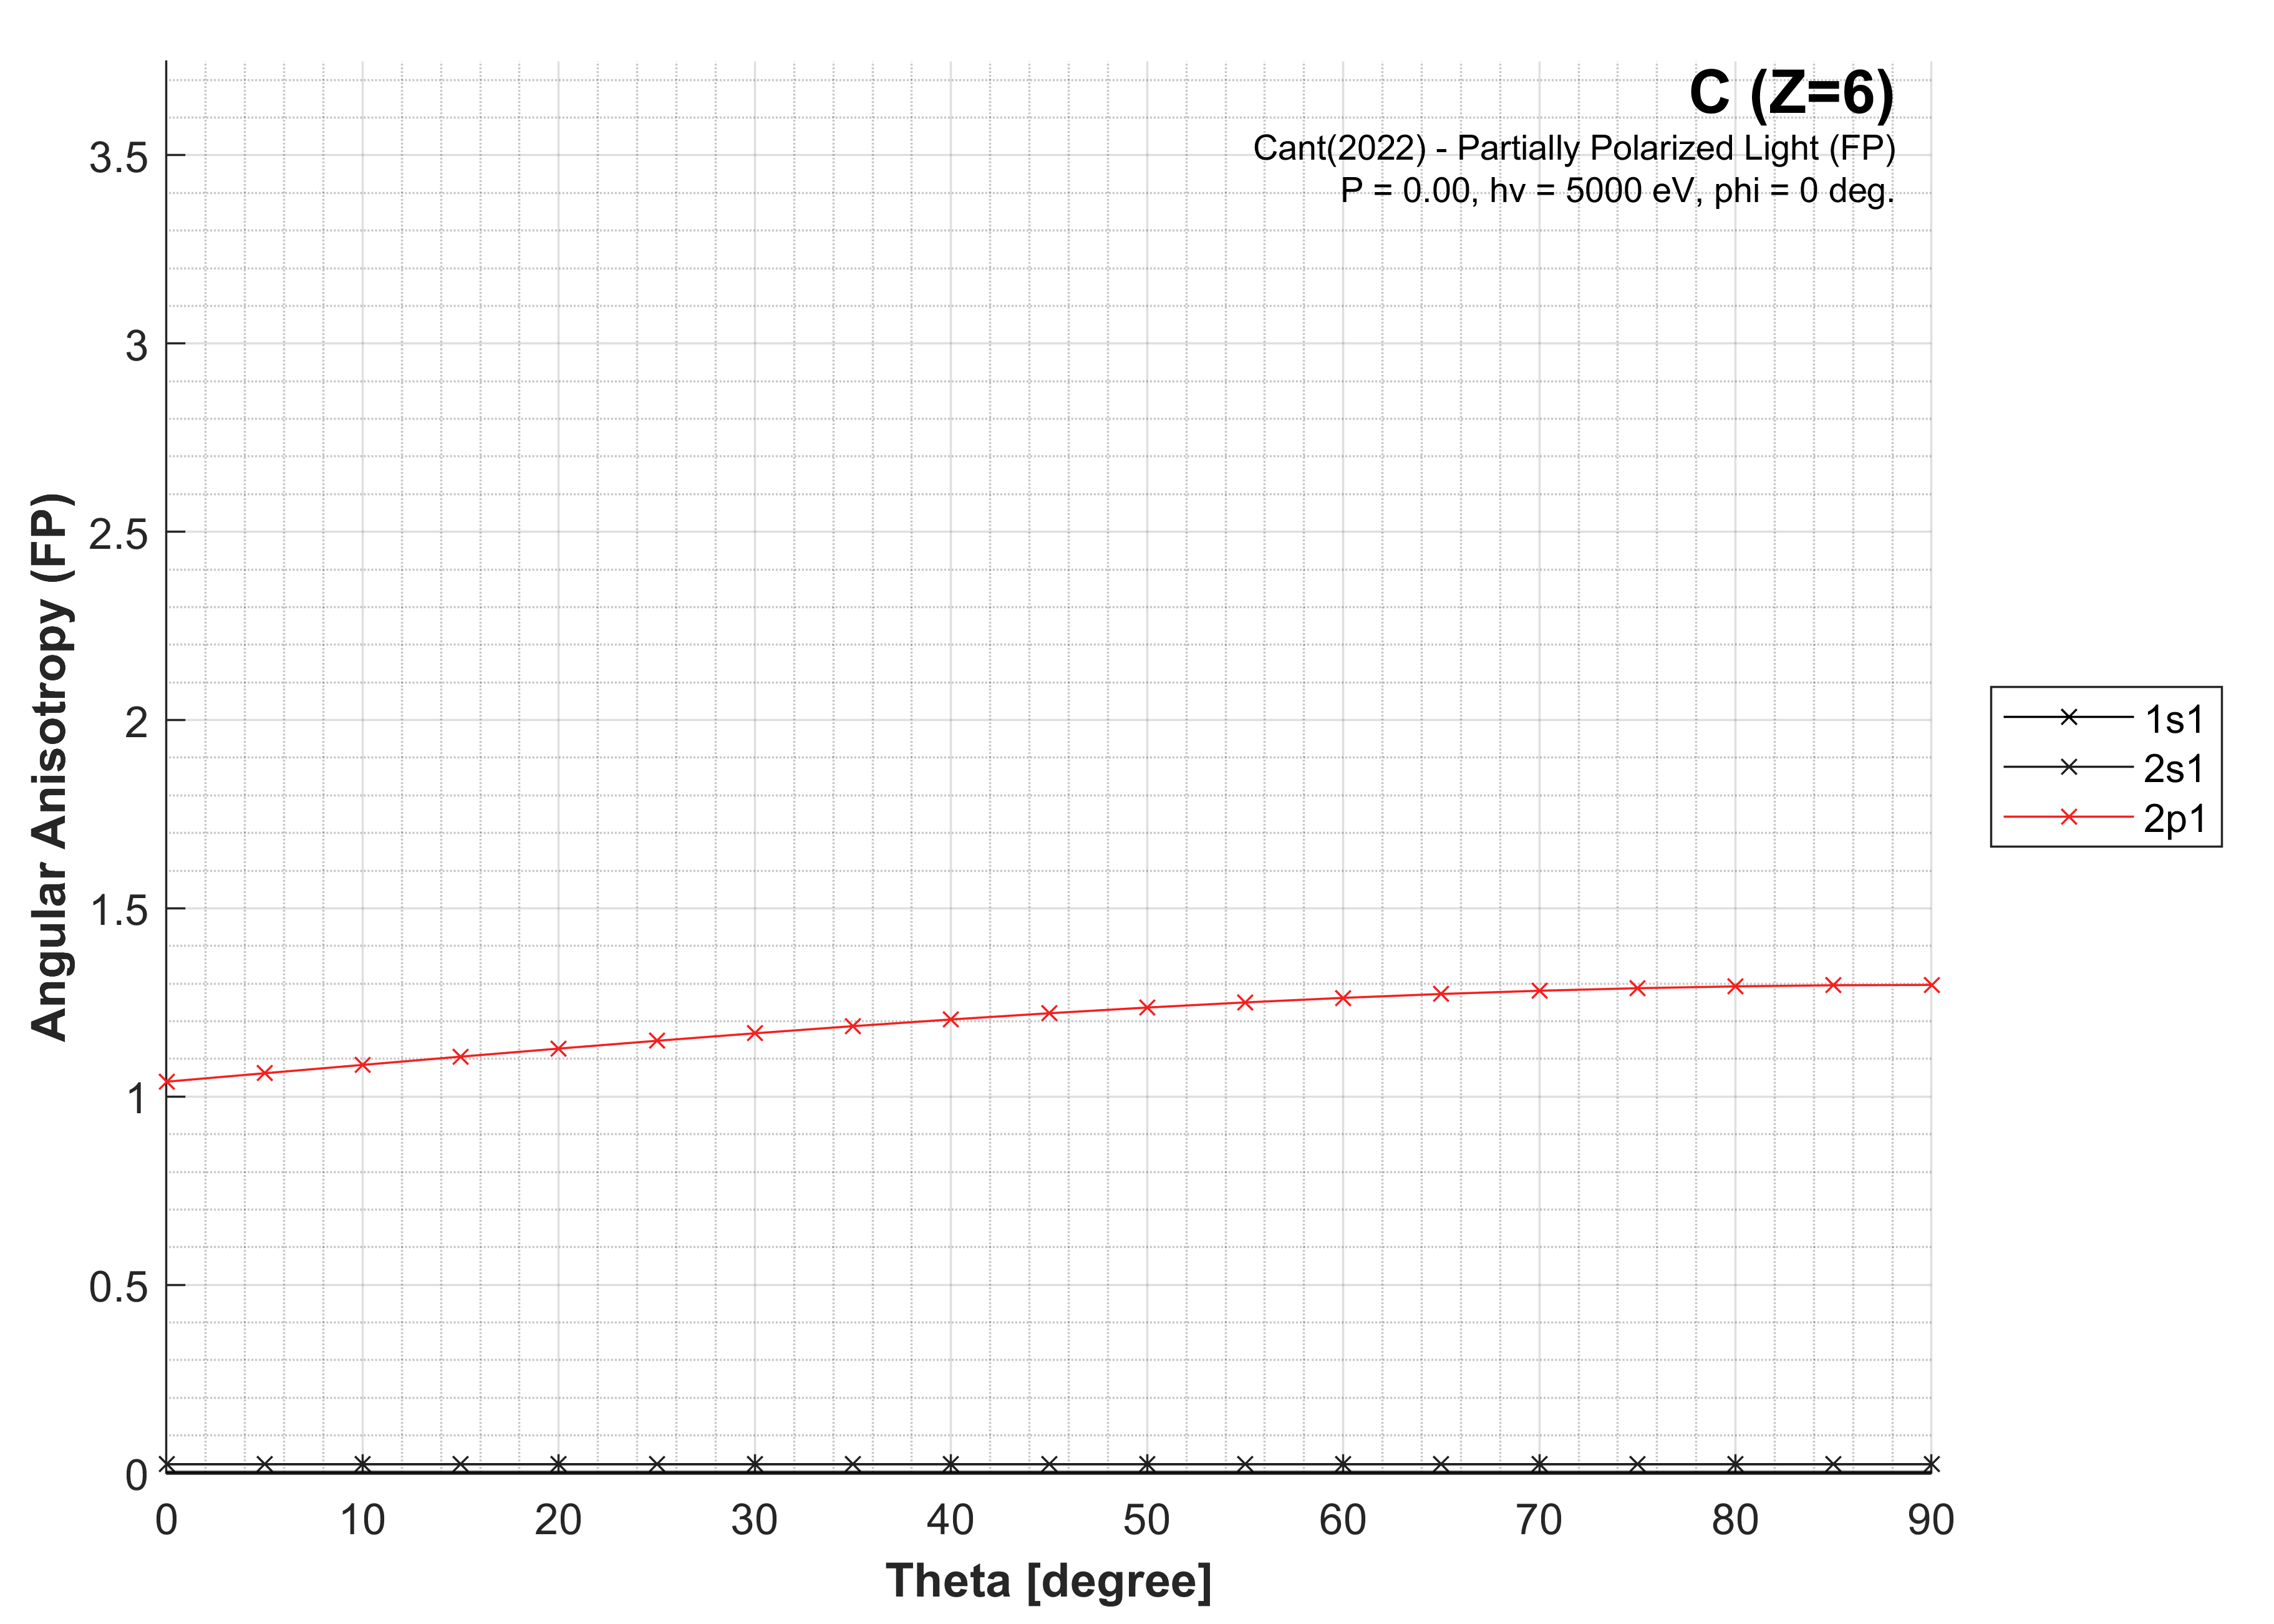 C (Z=6)
Cant(2022) - Partially Polarized Light (FP)
P = 0.00, hv = 5000 eV, phi = 0 deg.
3.5
3
2.5
2
1.5
1
0.5
0
Angular Anisotropy (FP)
1s1
2s1
2p1
0 10 20 30 40 50 60 70 80 90
Theta [degree]